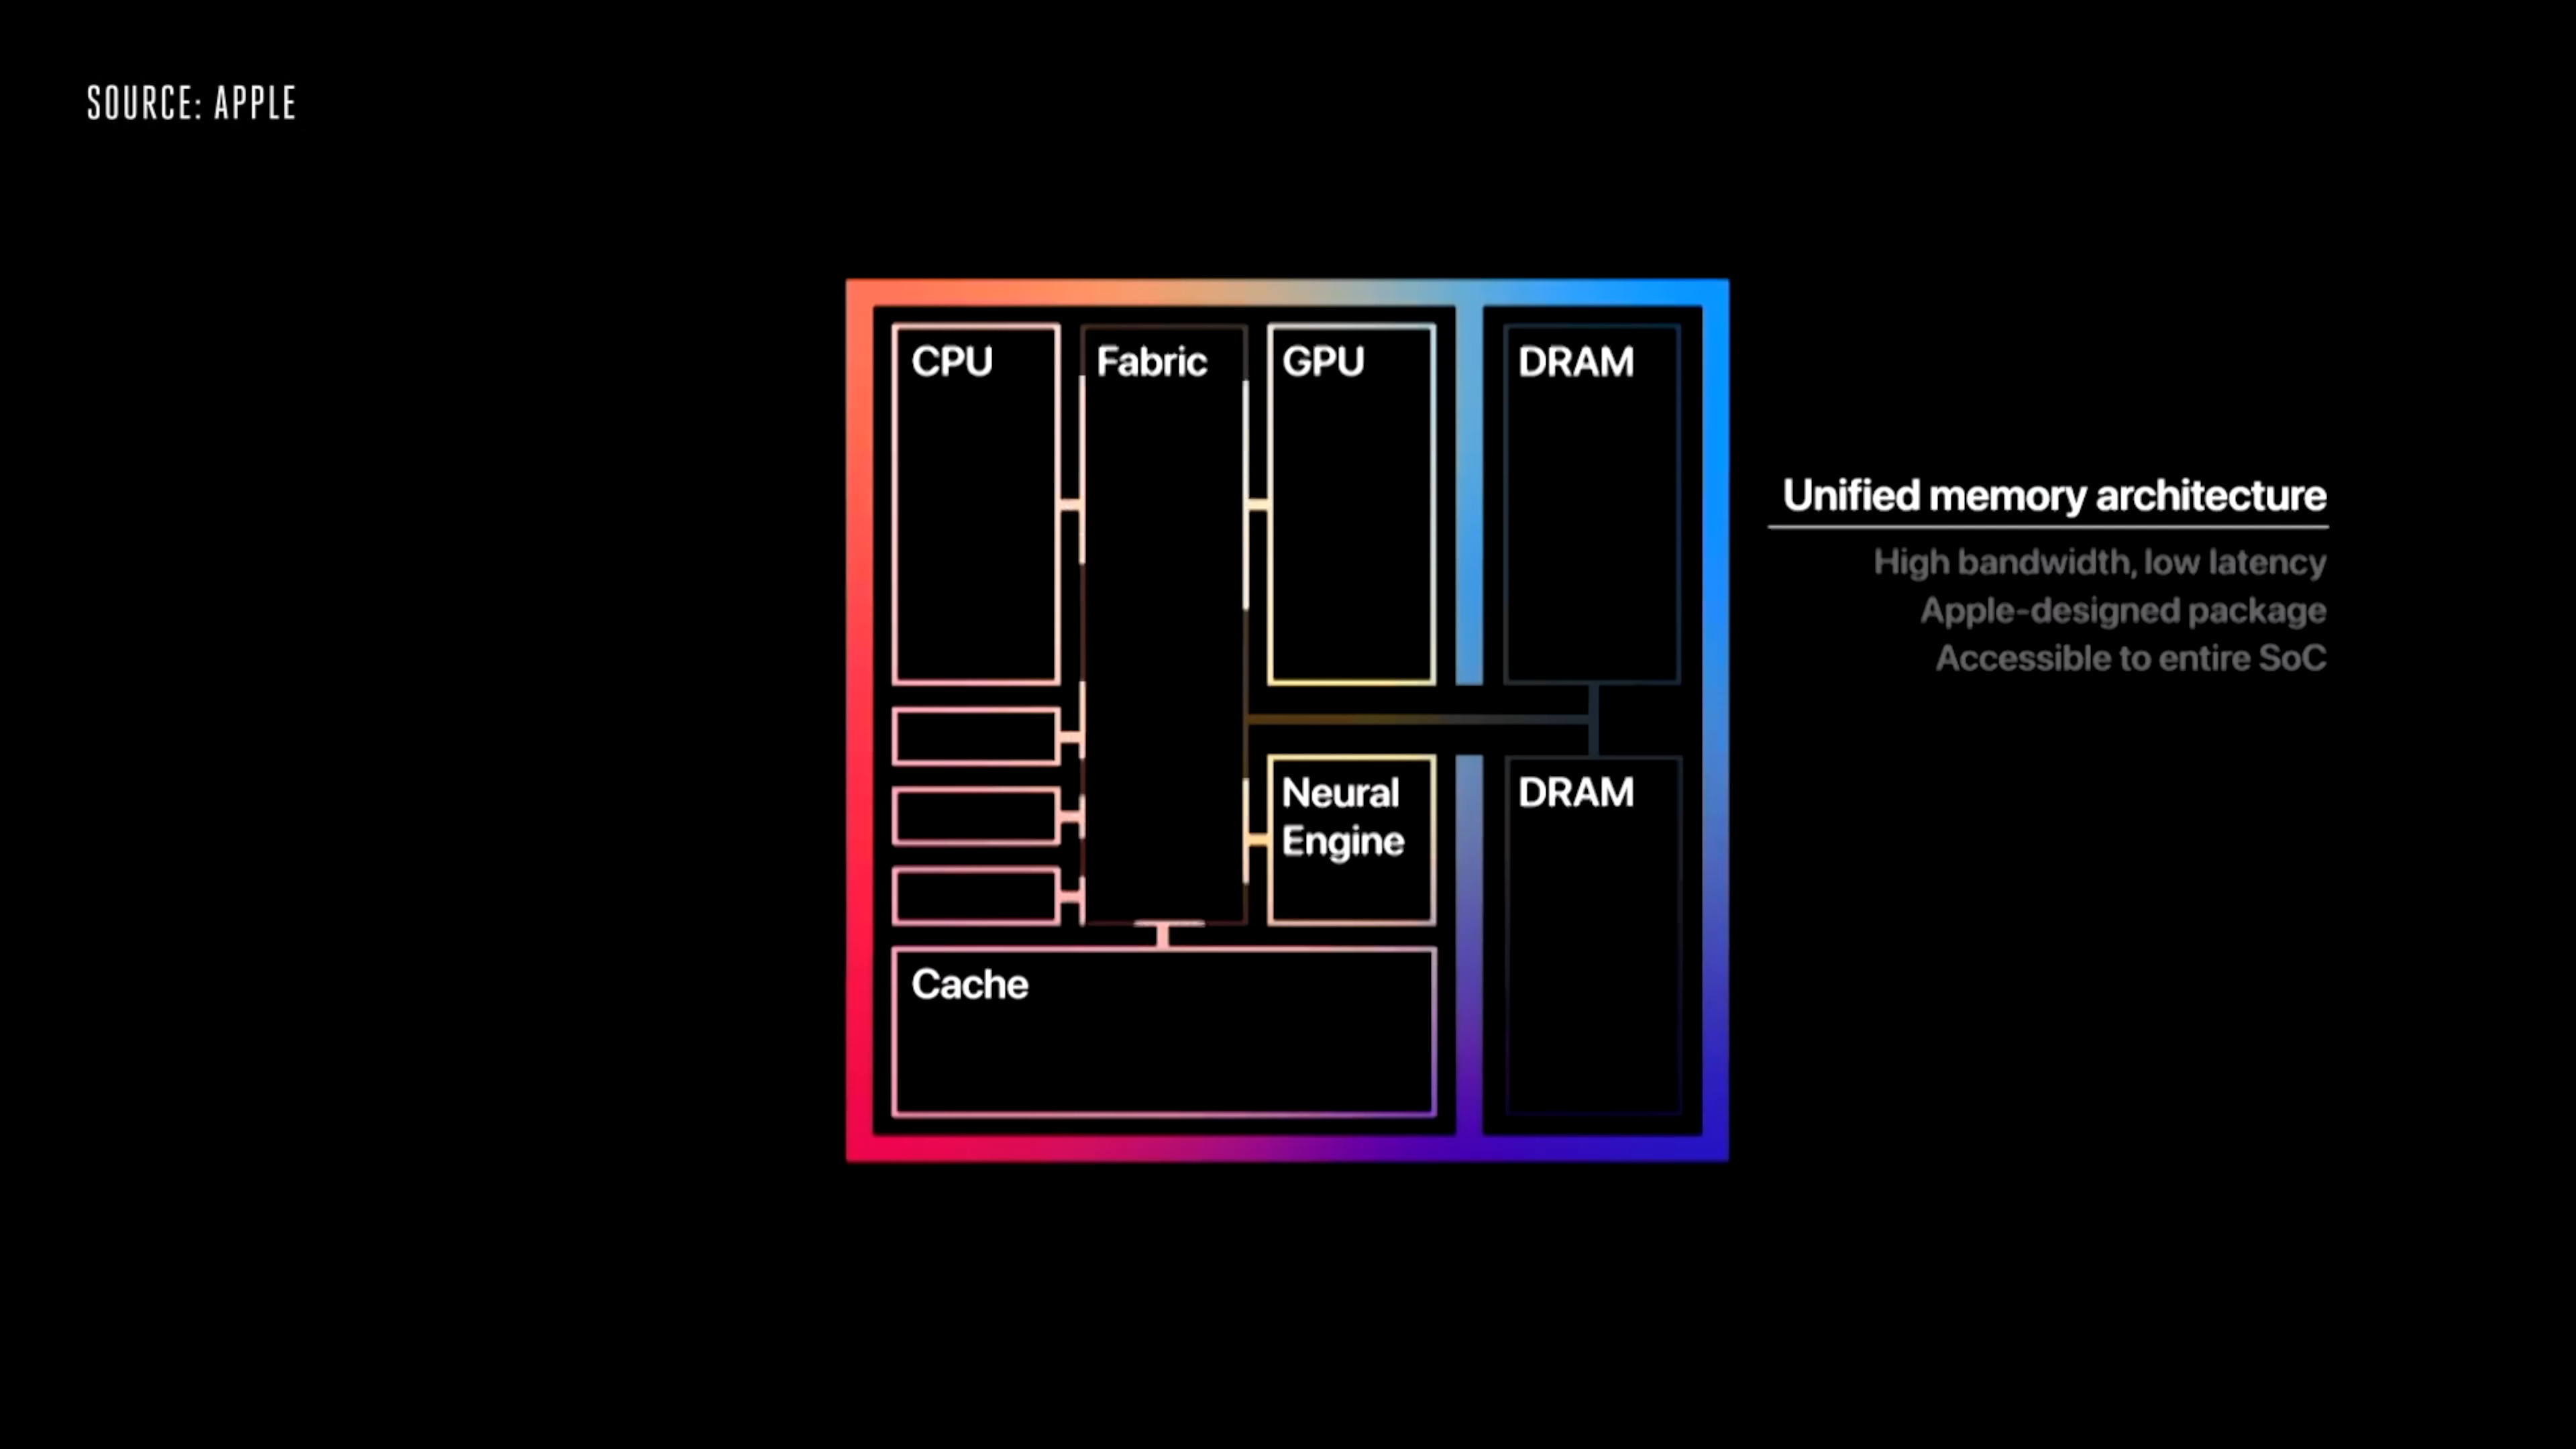 SOURCE: APPLE
CPU
Fabric
GPU
DRAM
Unified memory architecture
High bandwidth, low latency
Apple-designed package
Accessible to entire SoC
Neural
Engine
DRAM
Cache